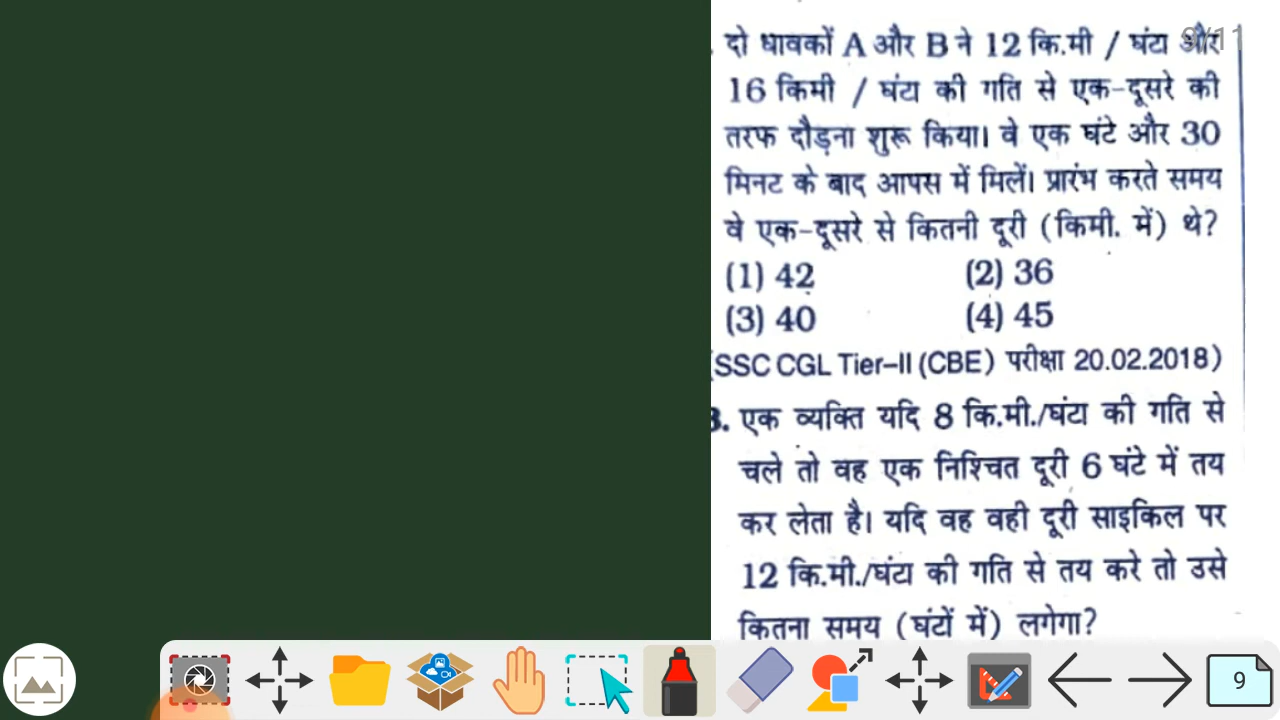 दो धावकों A और B ने 12 कि.मी / घंटा और
9/11
16 किमी / घंटा की गति से एक-दूसरे की
तरफ दौड़ना शुरू किया। वे एक घंटे और 30
मिनट के बाद आपस में मिलें। प्रारंभ करते समय
वे एक-दूसरे से कितनी दूरी (किमी. में) थे?
(1) 42 (2) 36
(3) 40 (4) 45
(SSC CGL Tier-II (CBE) परीक्षा 20.02.2018)
3. एक व्यक्ति यदि 8 कि.मी./घंटा की गति से
चले तो वह एक निश्चित दूरी 6 घंटे में तय
कर लेता है। यदि वह वही दूरी साइकिल पर
12 कि.मी./घंटा की गति से तय करे तो उसे
कितना समय (घंटों में) लगेगा?
9